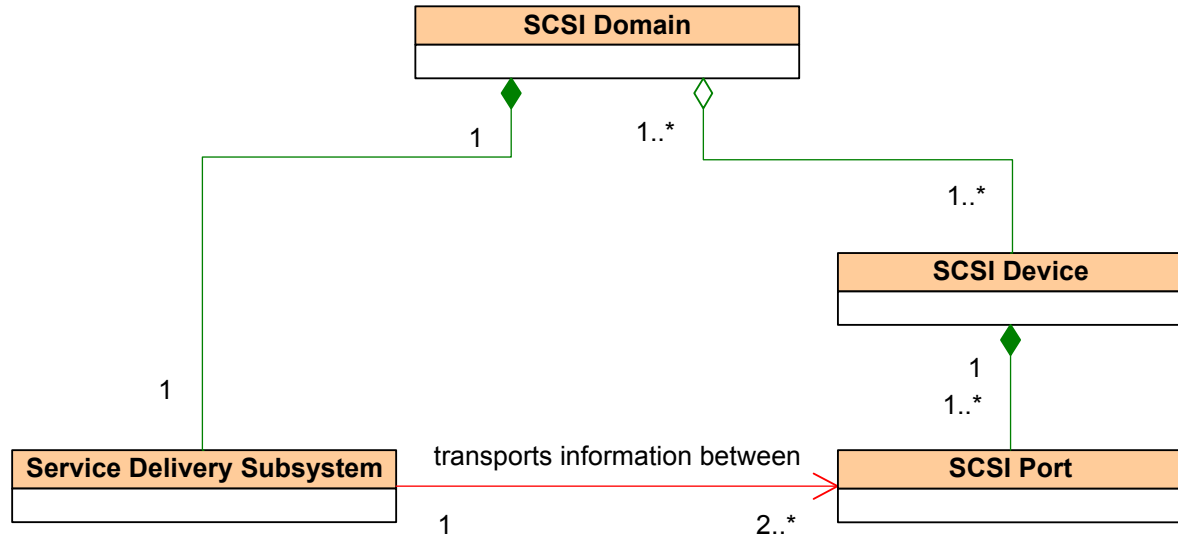 SCSI Domain
1
1..*
1..*
SCSI Device
1
1..*
1
Service Delivery Subsystem
transports information between
SCSI Port
1
2..*